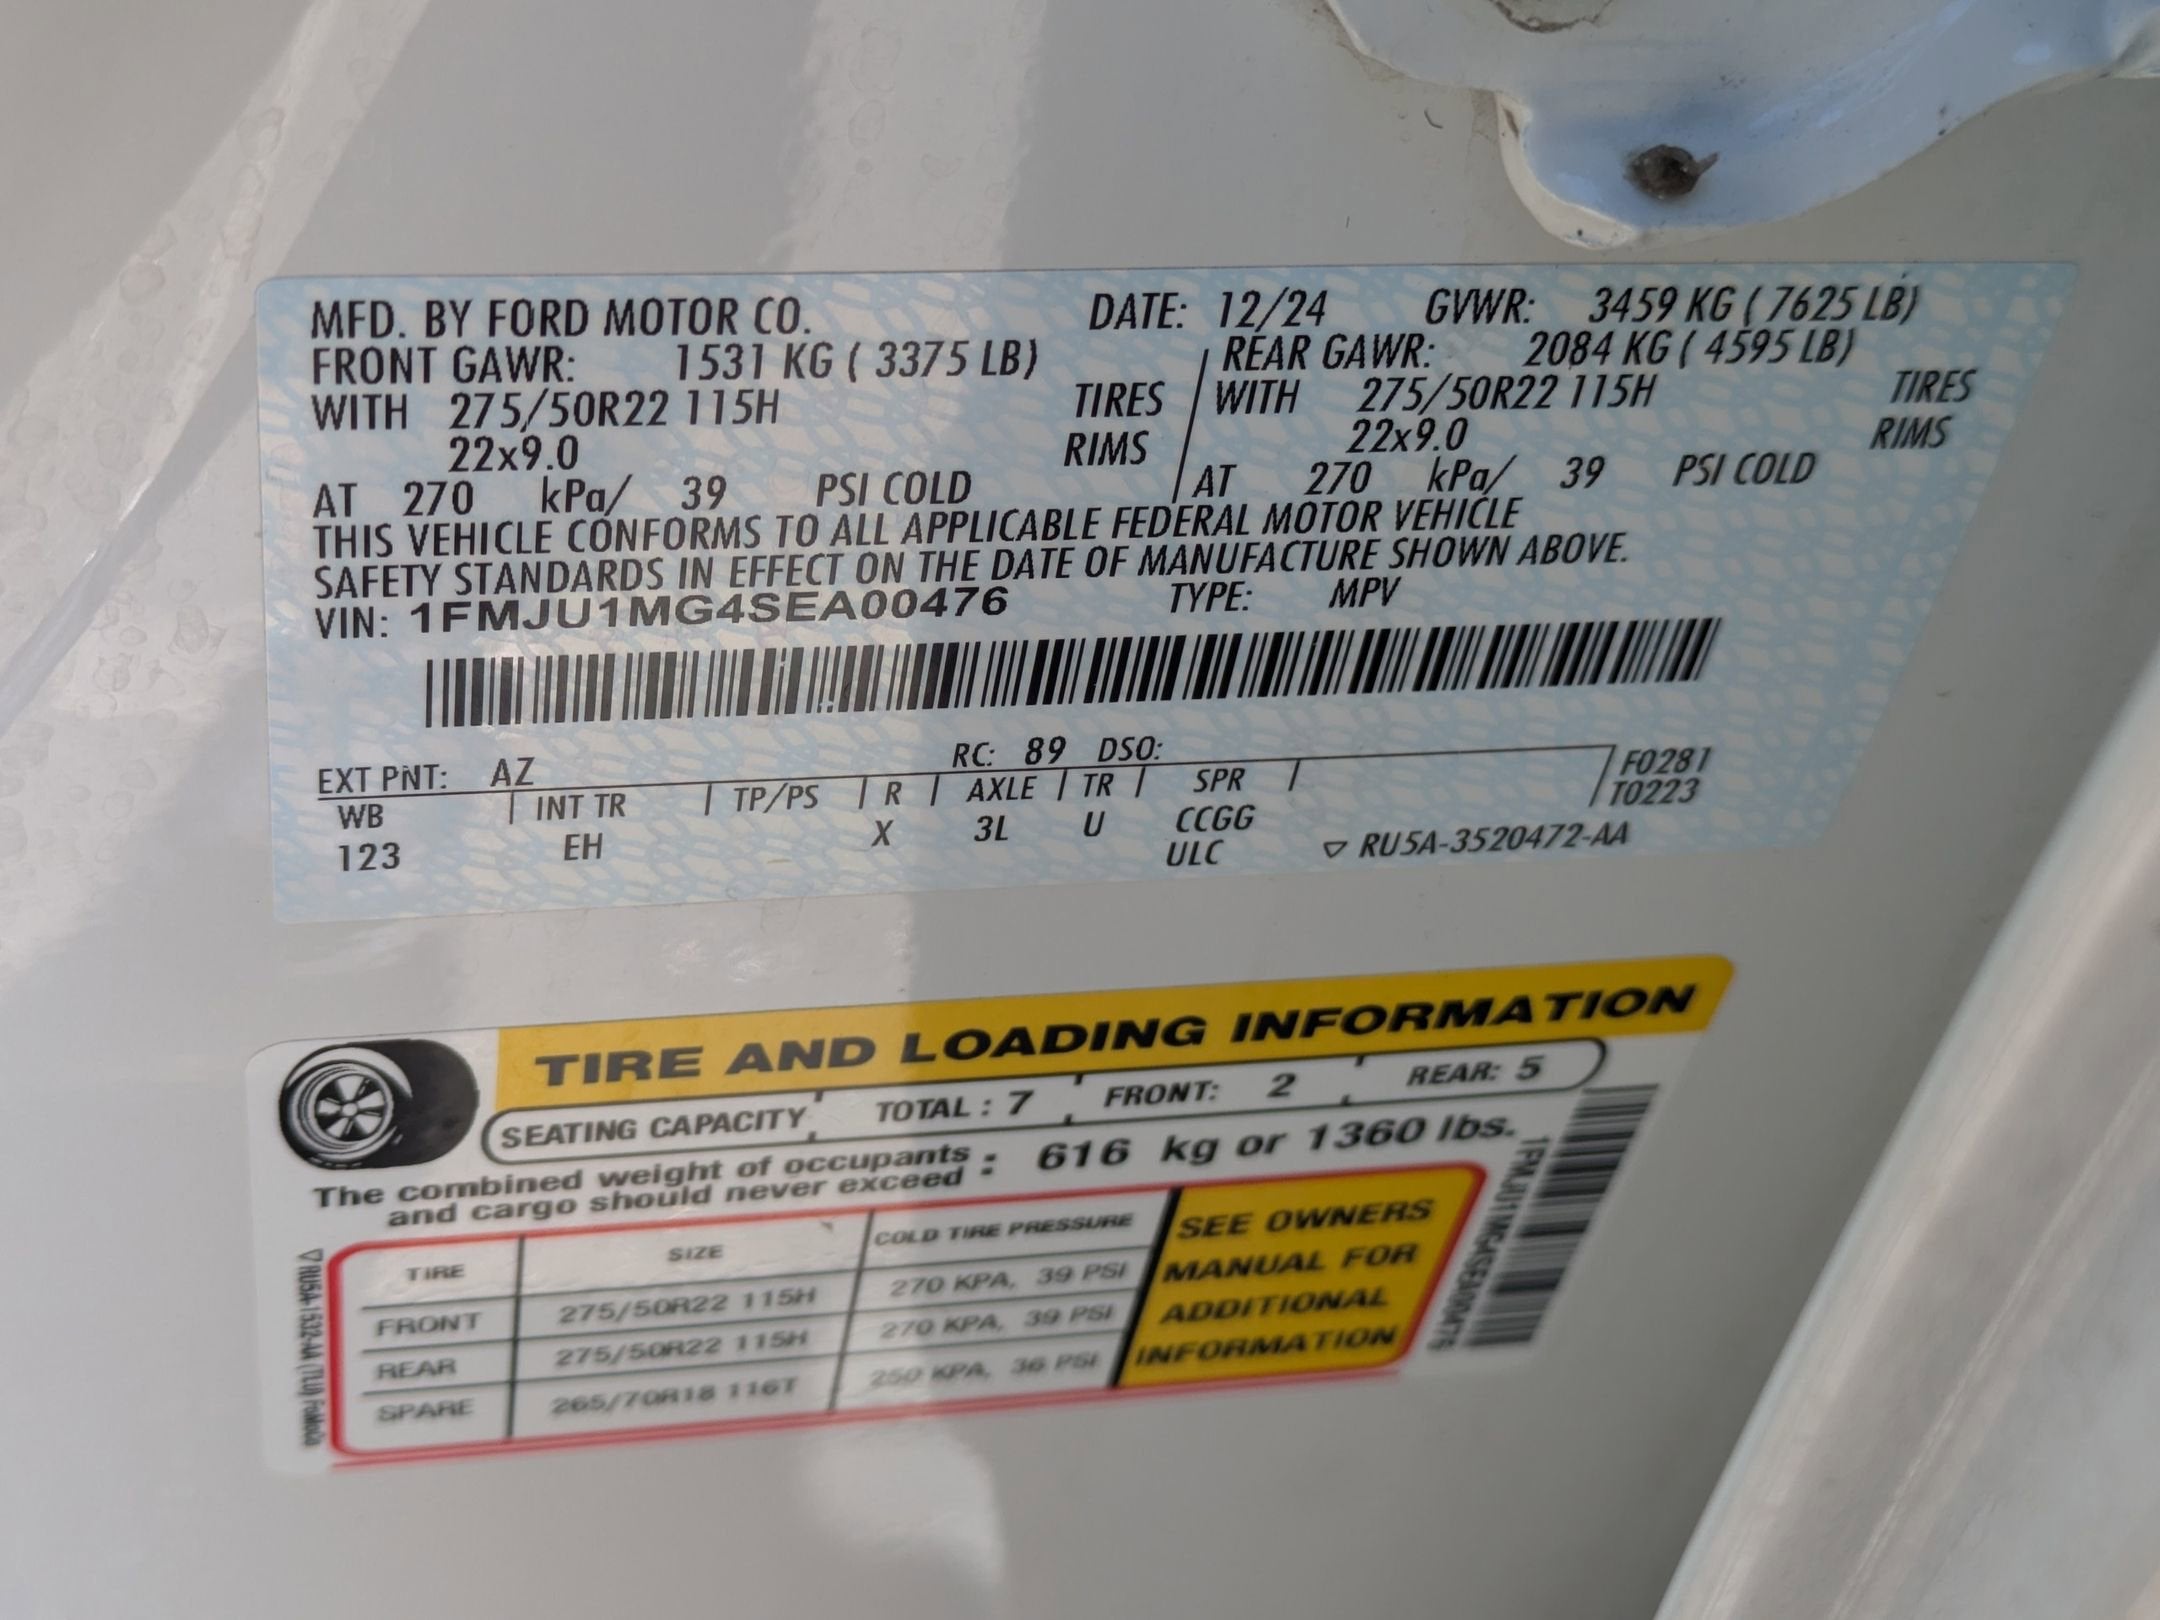 MFD. BY FORD MOTOR CO. DATE: 12/24 GVWR: 3459 KG ( 7625 LB)
FRONT GAWR: 1531 KG ( 3375 LB) REAR GAWR: 2084 KG ( 4595 LB)
WITH 275/50R22 115H TIRES WITH 275/50R22 115H TIRES
22x9.0 RIMS 22x9.0 RIMS
AT 270 kPa/ 39 PSI COLD AT 270 kPa/ 39 PSI COLD
THIS VEHICLE CONFORMS TO ALL APPLICABLE FEDERAL MOTOR VEHICLE
SAFETY STANDARDS IN EFFECT ON THE DATE OF MANUFACTURE SHOWN ABOVE.
VIN: 1FMJU1MG4SEA00476 TYPE: MPV
EXT PNT: AZ RC: 89 DSO:
WB INT TR TP/PS R AXLE TR SPR F0281
T0223
123 EH X 3L U CCGG
ULC ▽ RU5A-3520472-AA
TIRE AND LOADING INFORMATION
SEATING CAPACITY TOTAL : 7 FRONT: 2 REAR: 5
The combined weight of occupants
and cargo should never exceed : 616 kg or 1360 lbs.
TIRE SIZE COLD TIRE PRESSURE
FRONT 275/50R22 115H 270 KPA, 39 PSI
REAR 275/50R22 115H 270 KPA, 39 PSI
SPARE 265/70R18 116T 250 KPA, 36 PSI
SEE OWNERS
MANUAL FOR
ADDITIONAL
INFORMATION
1FMJU1MG4SEA00476
▽ RU5A-1532-AA (TLU) FoMoCo